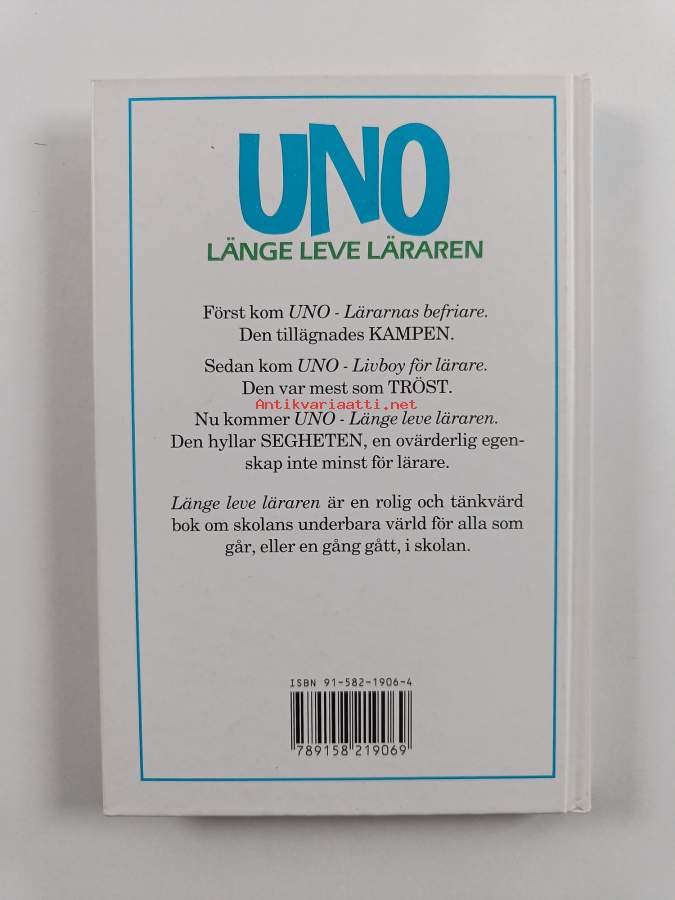 UNO
LÄNGE LEVE LÄRAREN
Först kom UNO - Lärarnas befriare.
Den tillägnades KAMPEN.
Sedan kom UNO - Livboy för lärare.
Den var mest som TRÖST.
Antikvariaatti.net
Nu kommer UNO - Länge leve läraren.
Den hyllar SEGHETEN, en ovärderlig egen-
skap inte minst för lärare.
Länge leve läraren är en rolig och tänkvärd
bok om skolans underbara värld för alla som
går, eller en gång gått, i skolan.
ISBN 91-582-1906-4
789158 219069